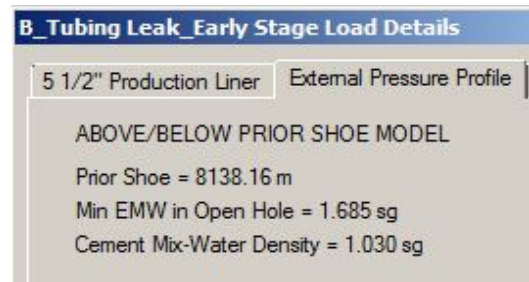 B_Tubing Leak_Early Stage Load Details
5 1/2" Production Liner
External Pressure Profile
ABOVE/BELOW PRIOR SHOE MODEL
Prior Shoe = 8138.16 m
Min EMW in Open Hole = 1.685 sg
Cement Mix-Water Density = 1.030 sg